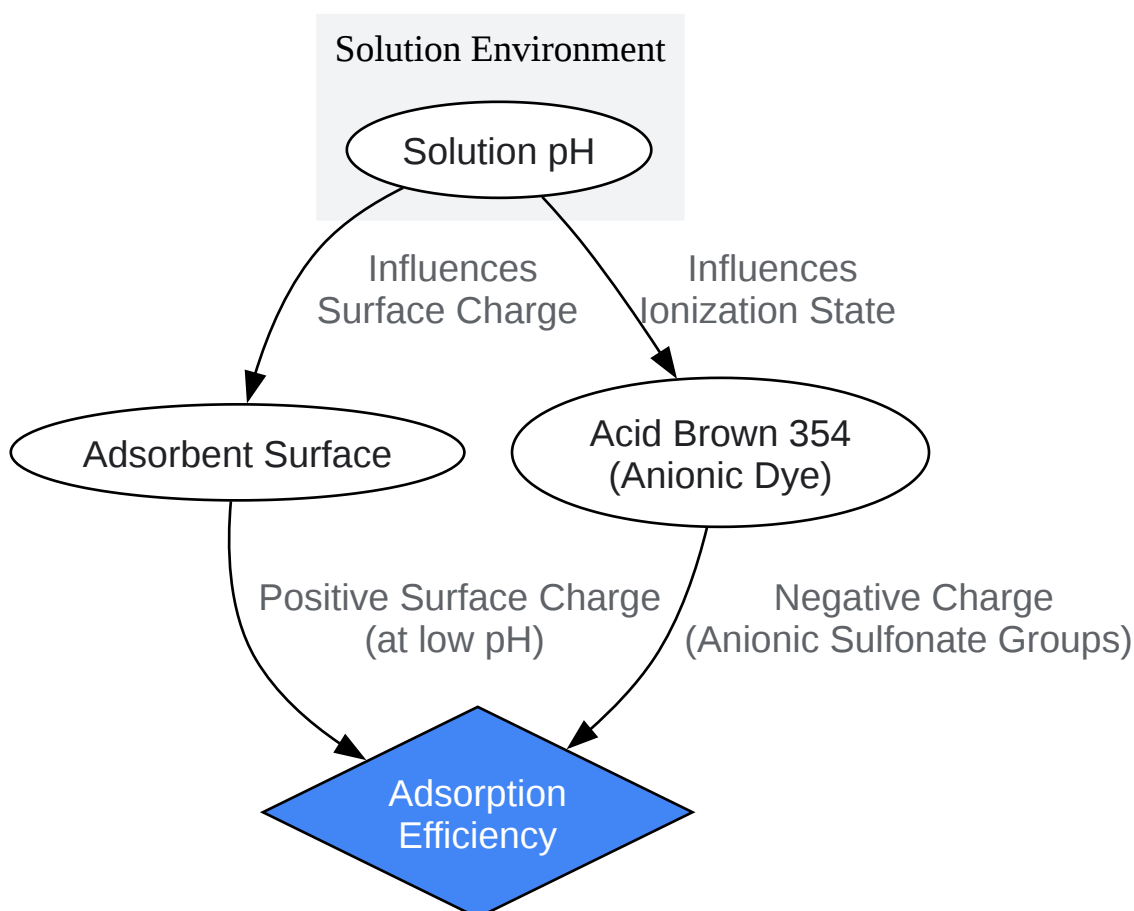 Solution Environment
Solution pH
Influences
Surface Charge
Influences
Ionization State
Adsorbent Surface
Acid Brown 354
(Anionic Dye)
Positive Surface Charge
(at low pH)
Negative Charge
(Anionic Sulfonate Groups)
Adsorption
Efficiency